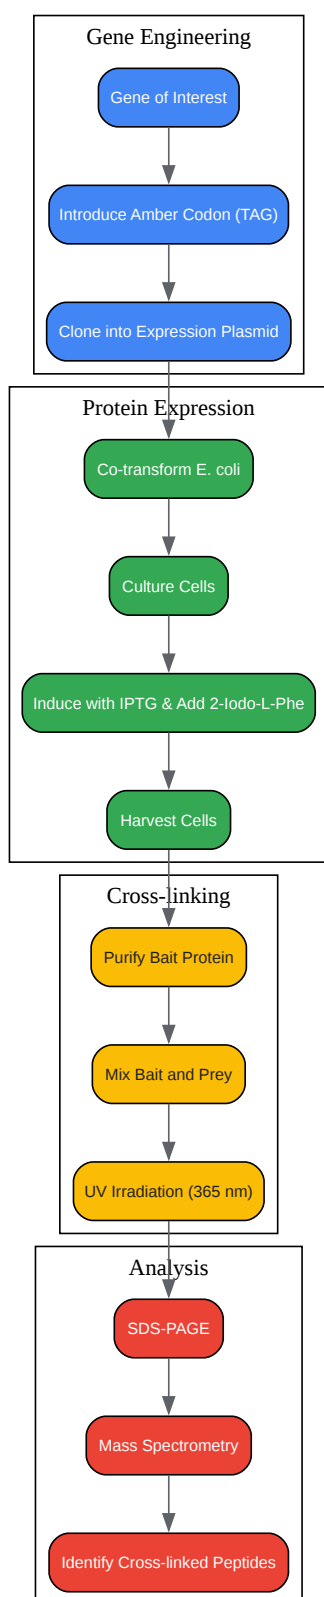 Gene Engineering
Gene of Interest
Introduce Amber Codon (TAG)
Clone into Expression Plasmid
Protein Expression
Co-transform E. coli
Culture Cells
Induce with IPTG & Add 2-Iodo-L-Phe
Harvest Cells
Cross-linking
Purify Bait Protein
Mix Bait and Prey
UV Irradiation (365 nm)
Analysis
SDS-PAGE
Mass Spectrometry
Identify Cross-linked Peptides